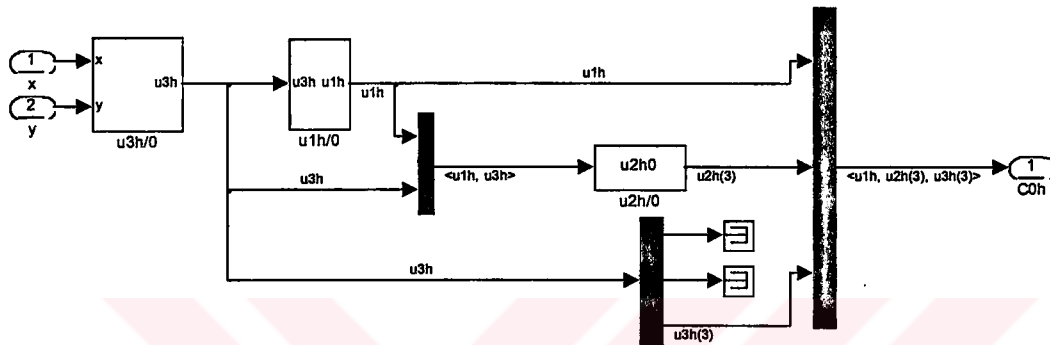 1
x
2
y
x
y
u3h
u3h/0
u3h u1h
u1h/0
u1h
u1h
u3h
<u1h, u3h>
u2h0
u2h/0
u2h(3)
u3h
u3h(3)
<u1h, u2h(3), u3h(3)>
1
C0h